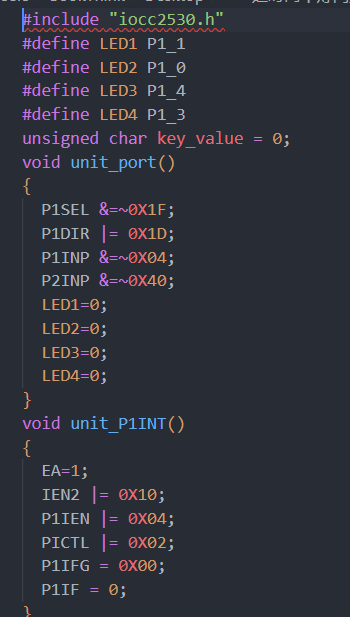 #include "iocc2530.h"
#define LED1 P1_1
#define LED2 P1_0
#define LED3 P1_4
#define LED4 P1_3
unsigned char key_value = 0;
void unit_port()
{
  P1SEL &=~0X1F;
  P1DIR |= 0X1D;
  P1INP &=~0X04;
  P2INP &=~0X40;
  LED1=0;
  LED2=0;
  LED3=0;
  LED4=0;
}
void unit_P1INT()
{
  EA=1;
  IEN2 |= 0X10;
  P1IEN |= 0X04;
  PICTL |= 0X02;
  P1IFG = 0X00;
  P1IF = 0;
}